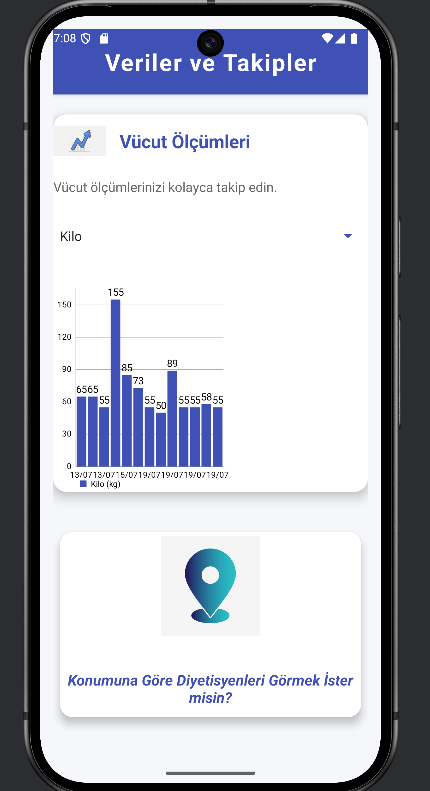 7:08
Veriler ve Takipler
Vücut Ölçümleri
Vücut ölçümlerinizi kolayca takip edin.
Kilo
155
150
120
89
90
85
73
65 65 55 55 50 55 55 58 55
60
30
0
13/07 13/07 15/07 19/07 19/07 19/07 19/07
Kilo (kg)
Konumuna Göre Diyetisyenleri Görmek İster
misin?